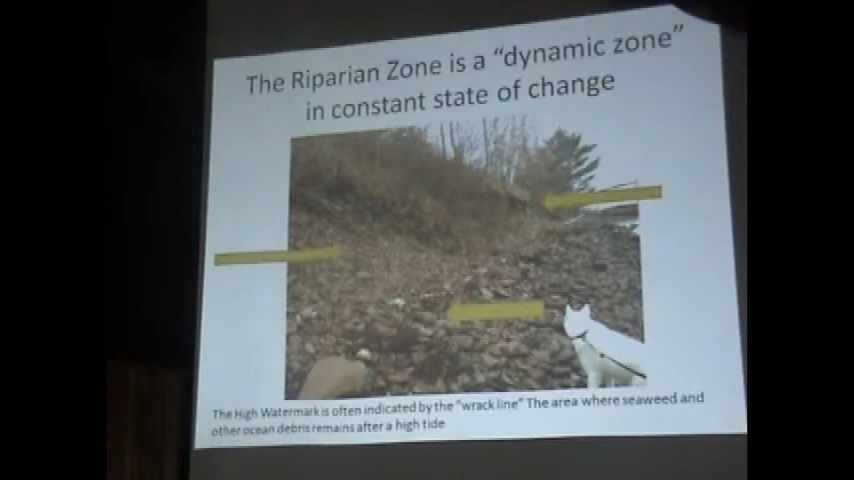 The Riparian Zone is a “dynamic zone”
in constant state of change
The High Watermark is often indicated by the “wrack line” The area where seaweed and
other ocean debris remains after a high tide